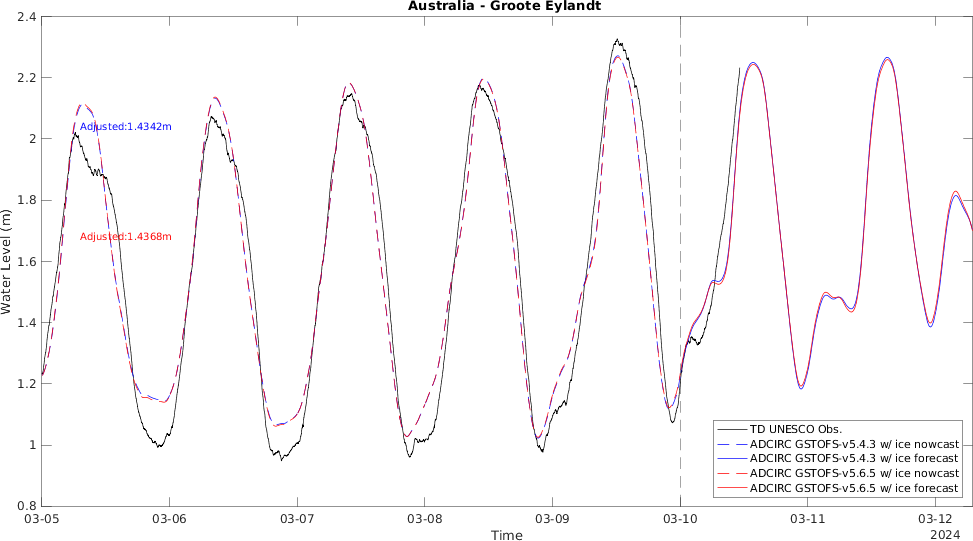 Australia - Groote Eylandt
2.4
2.2
2
1.8
1.6
1.4
1.2
1
0.8
Water Level (m)
Adjusted:1.4342m
Adjusted:1.4368m
TD UNESCO Obs.
ADCIRC GSTOFS-v5.4.3 w/ ice nowcast
ADCIRC GSTOFS-v5.4.3 w/ ice forecast
ADCIRC GSTOFS-v5.6.5 w/ ice nowcast
ADCIRC GSTOFS-v5.6.5 w/ ice forecast
03-05 03-06 03-07 03-08 03-09 03-10 03-11 03-12
Time
2024